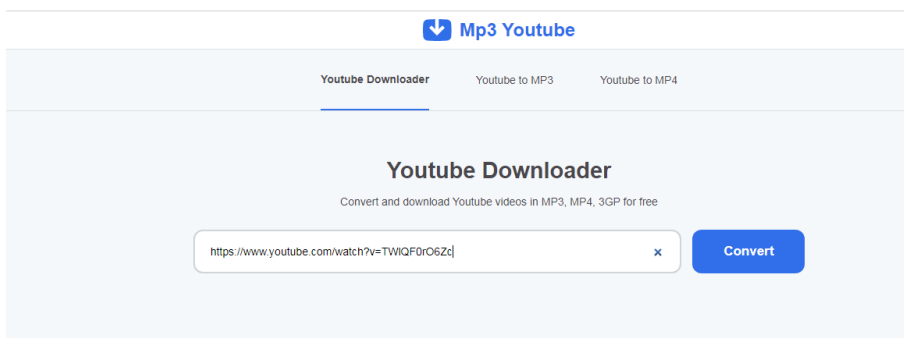 Mp3 Youtube
Youtube Downloader Youtube to MP3 Youtube to MP4
Youtube Downloader
Convert and download Youtube videos in MP3, MP4, 3GP for free
https://www.youtube.com/watch?v=TWlQF0rO6Zc × Convert